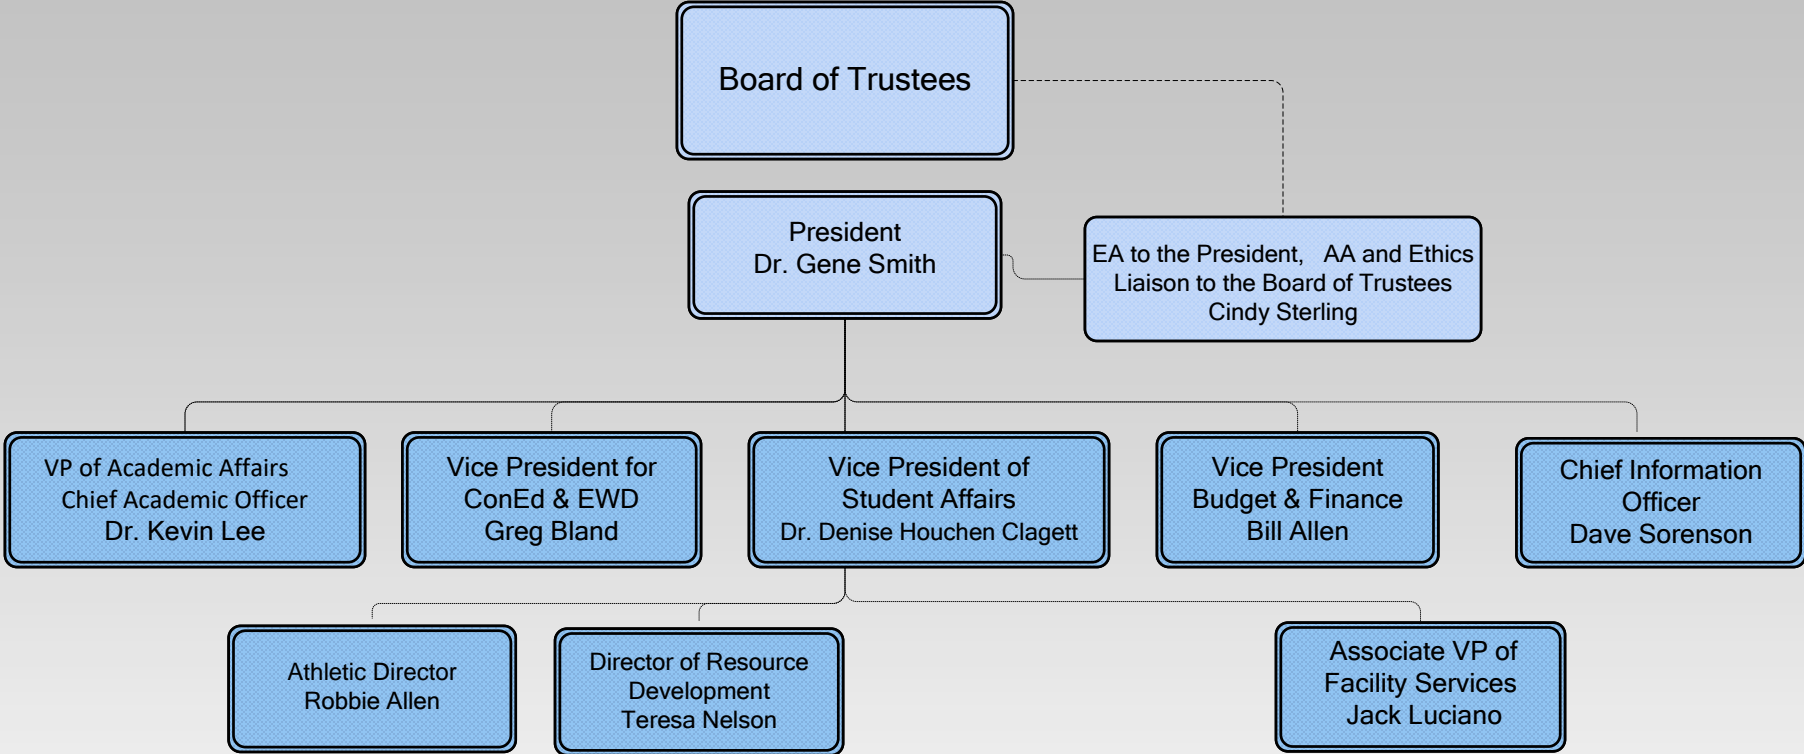 Board of Trustees
President
Dr. Gene Smith
EA to the President,   AA and Ethics
Liaison to the Board of Trustees
Cindy Sterling
VP of Academic Affairs
Chief Academic Officer
Dr. Kevin Lee
Vice President for
ConEd & EWD
Greg Bland
Vice President of
Student Affairs
Dr. Denise Houchen Clagett
Vice President
Budget & Finance
Bill Allen
Chief Information
Officer
Dave Sorenson
Athletic Director
Robbie Allen
Director of Resource
Development
Teresa Nelson
Associate VP of
Facility Services
Jack Luciano